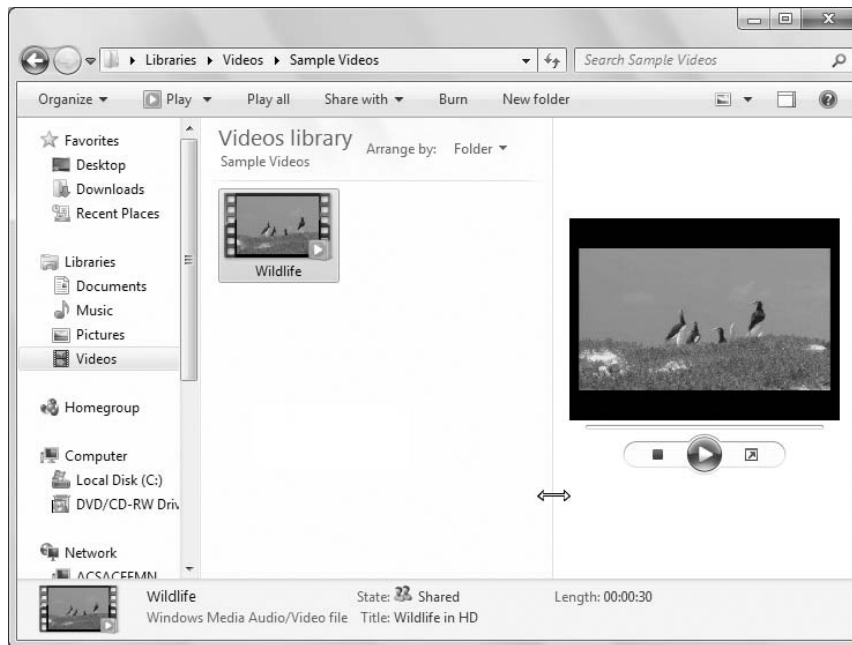 Libraries Videos Sample Videos
Search Sample Videos
Organize Play Play all Share with Burn New folder
Favorites
Desktop
Downloads
Recent Places
Libraries
Documents
Music
Pictures
Videos
Homegroup
Computer
Local Disk (C:)
DVD/CD-RW Driv
Network
ACSACFEMN
Videos library
Sample Videos
Arrange by: Folder
Wildlife
Wildlife
Windows Media Audio/Video file
State: Shared
Title: Wildlife in HD
Length: 00:00:30